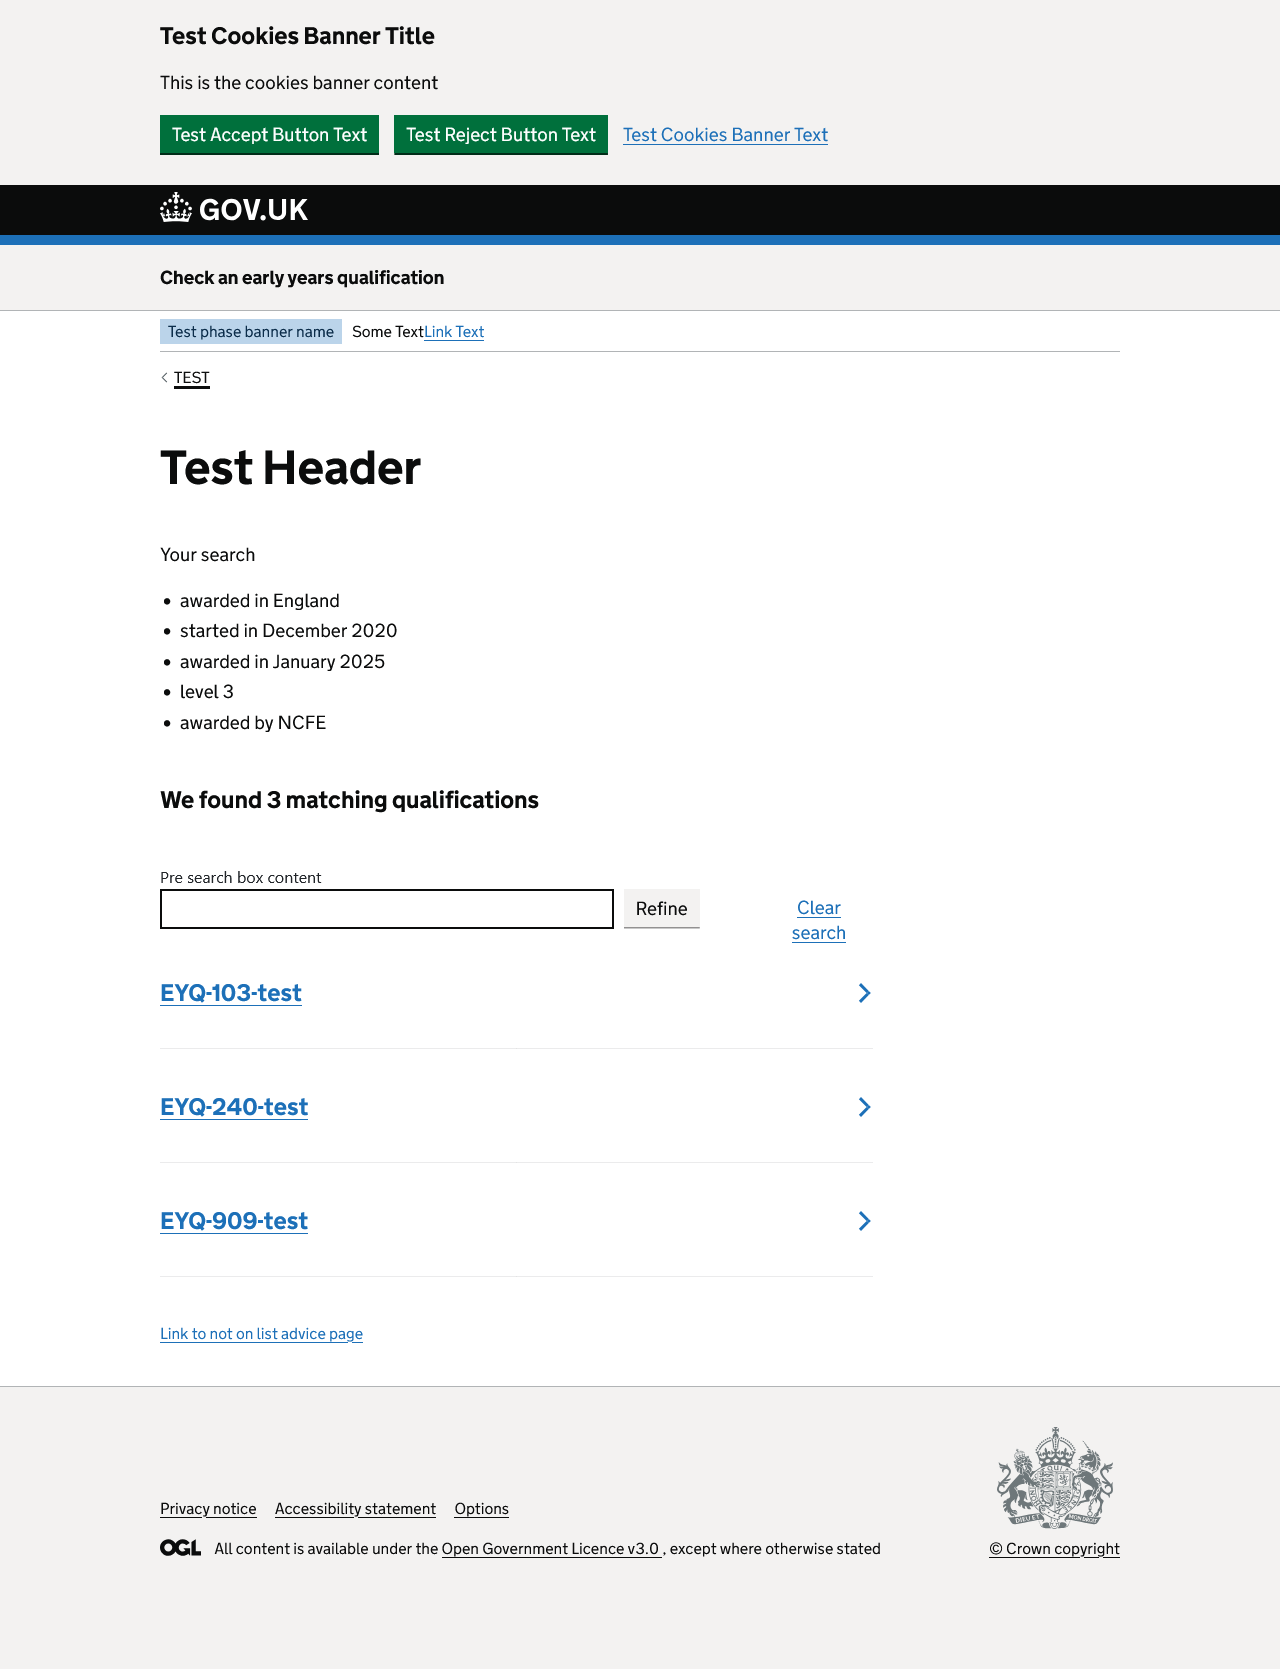 Test Cookies Banner Title
This is the cookies banner content
Test Accept Button Text Test Reject Button Text Test Cookies Banner Text
GOV.UK
Check an early years qualification
Test phase banner name Some TextLink Text
TEST
Test Header
Your search
• awarded in England
• started in December 2020
• awarded in January 2025
• level 3
• awarded by NCFE
We found 3 matching qualifications
Pre search box content
Refine Clear
search
EYQ-103-test
EYQ-240-test
EYQ-909-test
Link to not on list advice page
Privacy notice Accessibility statement Options
OGL All content is available under the Open Government Licence v3.0 , except where otherwise stated
© Crown copyright